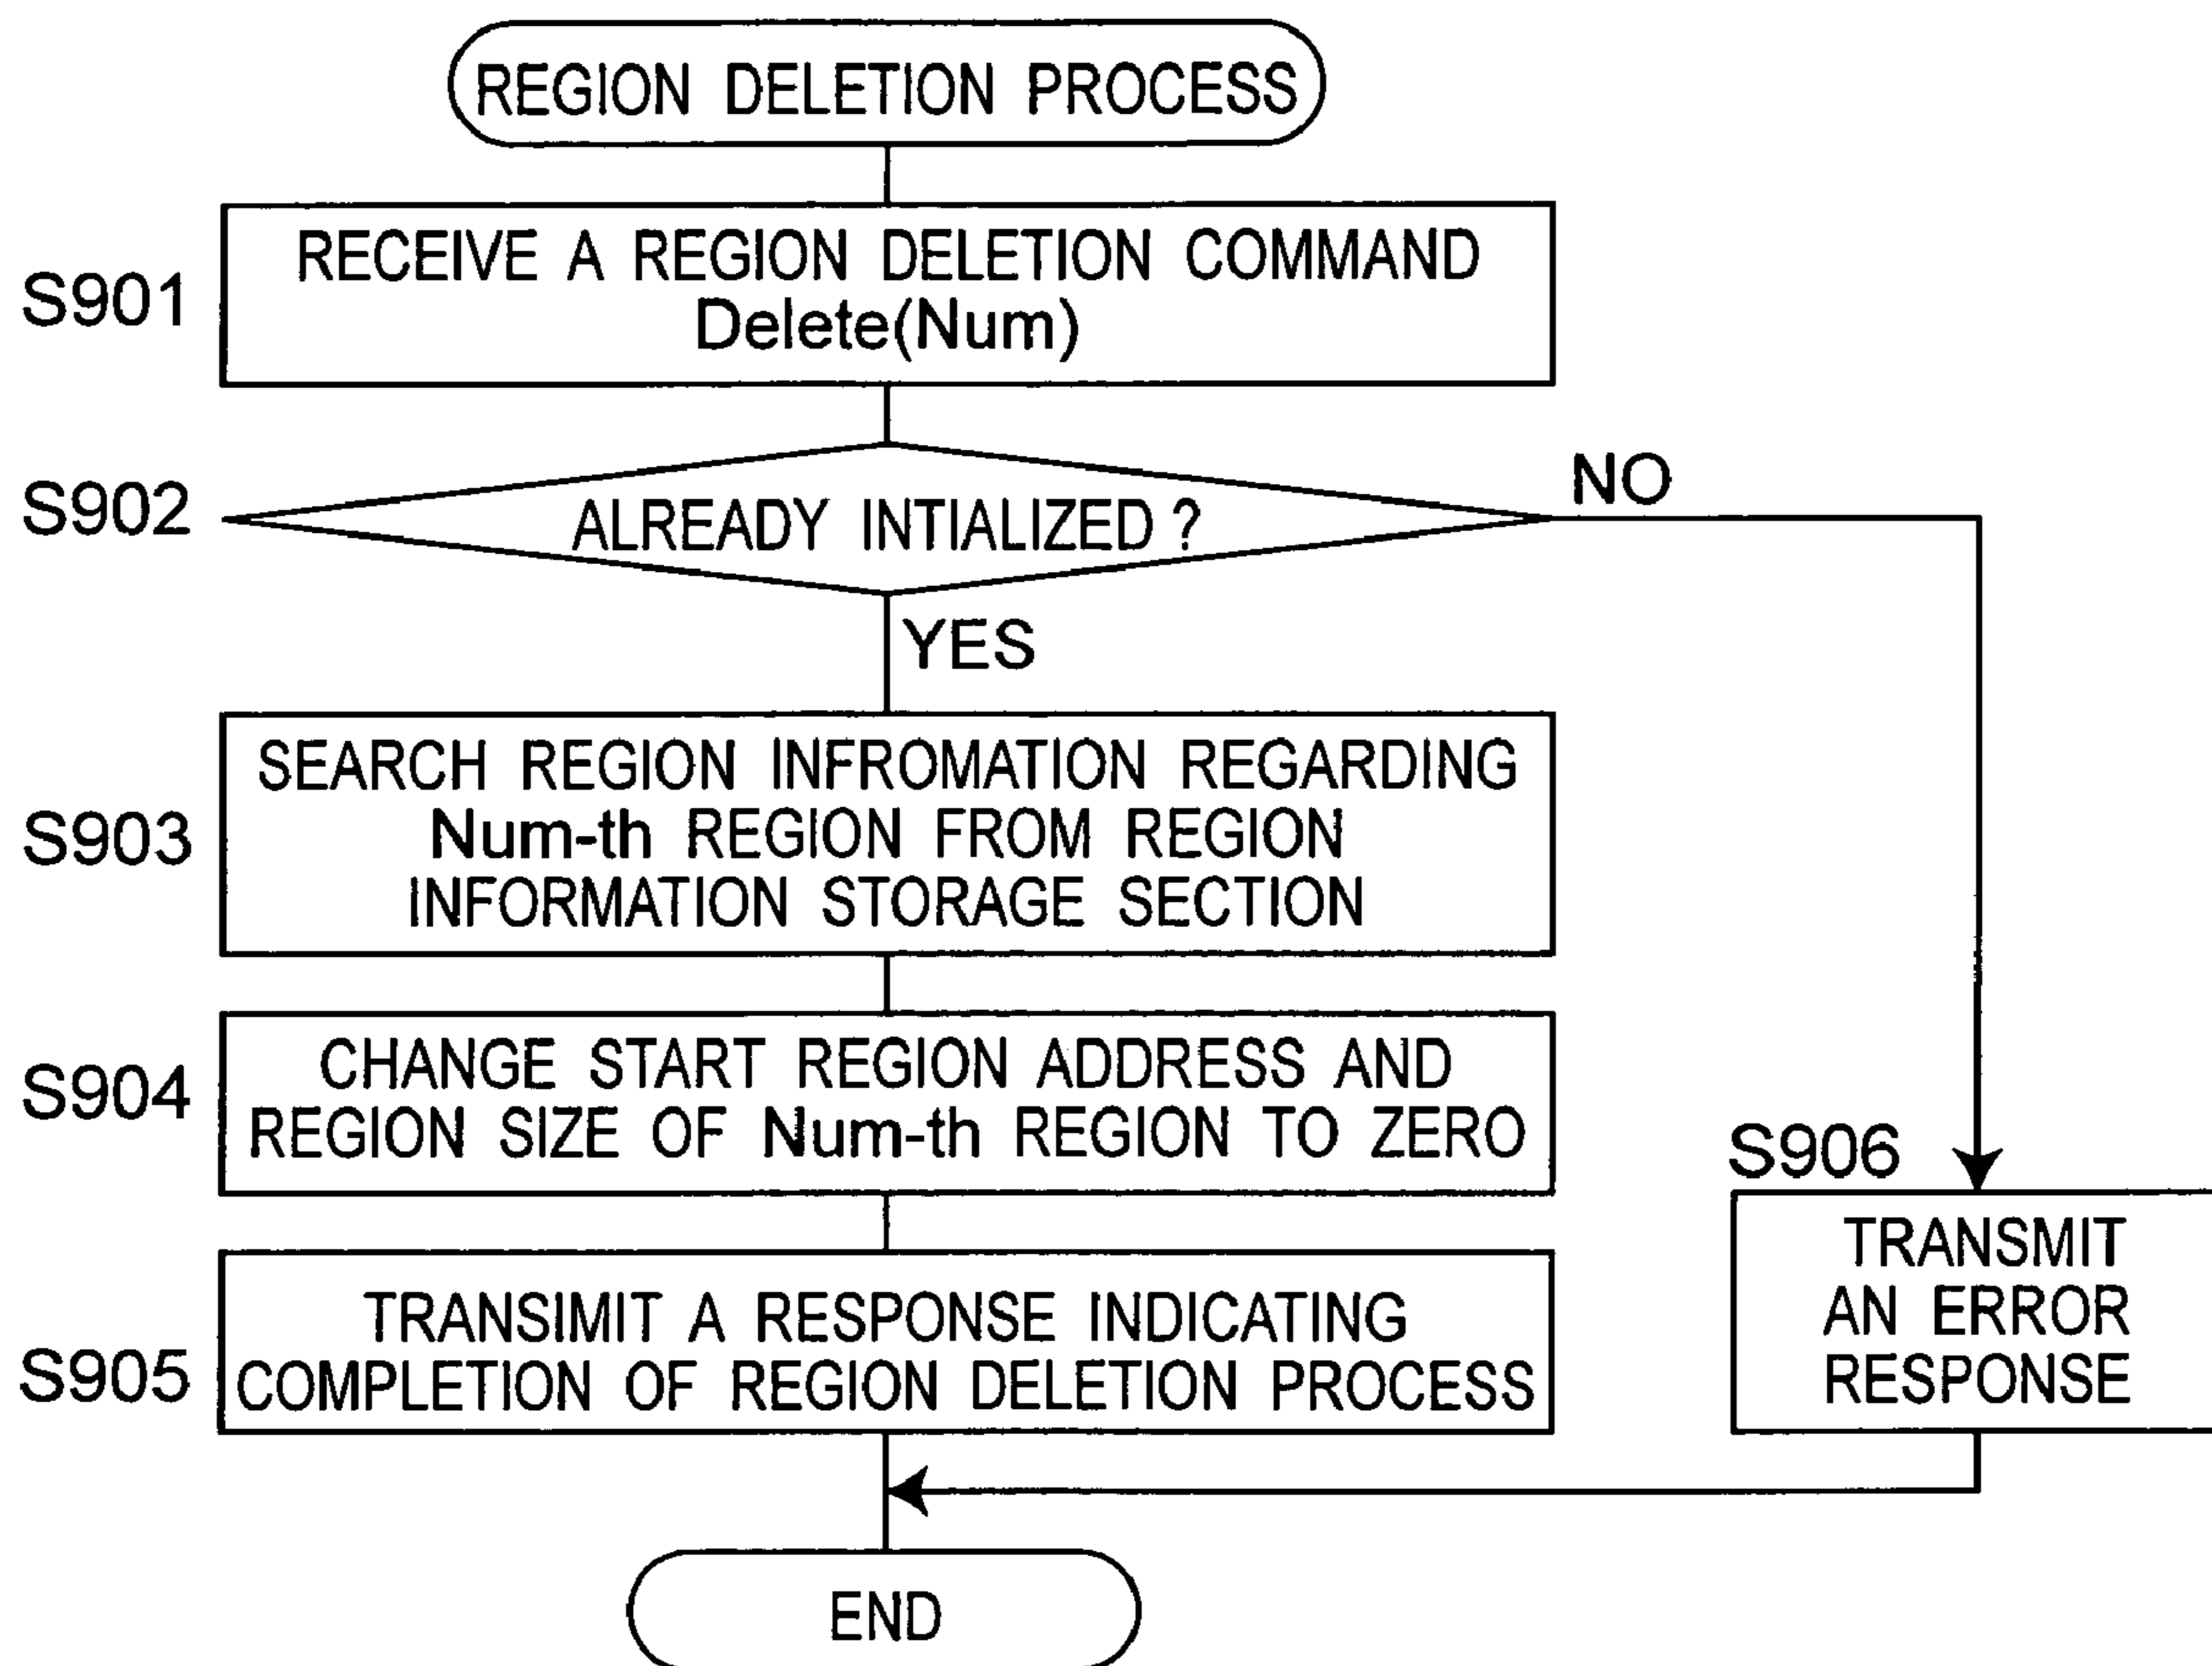 REGION DELETION PROCESS
S901
RECEIVE A REGION DELETION COMMAND
Delete(Num)
S902
ALREADY INTIALIZED ?
NO
YES
S903
SEARCH REGION INFROMATION REGARDING
Num-th REGION FROM REGION
INFORMATION STORAGE SECTION
S904
CHANGE START REGION ADDRESS AND
REGION SIZE OF Num-th REGION TO ZERO
S906
TRANSMIT
AN ERROR
RESPONSE
S905
TRANSIMIT A RESPONSE INDICATING
COMPLETION OF REGION DELETION PROCESS
END